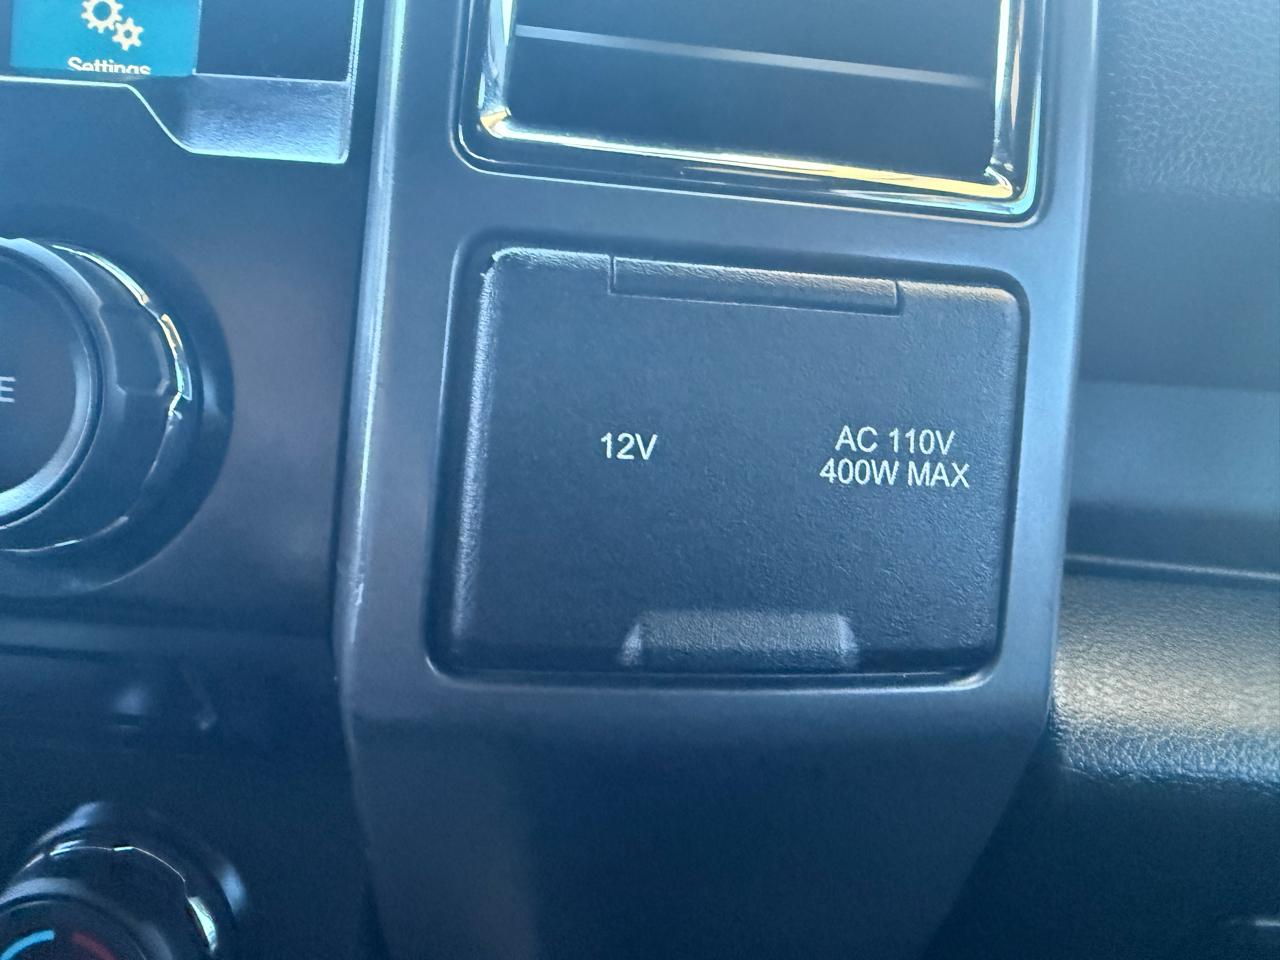 Settings
E
12V
AC 110V
400W MAX